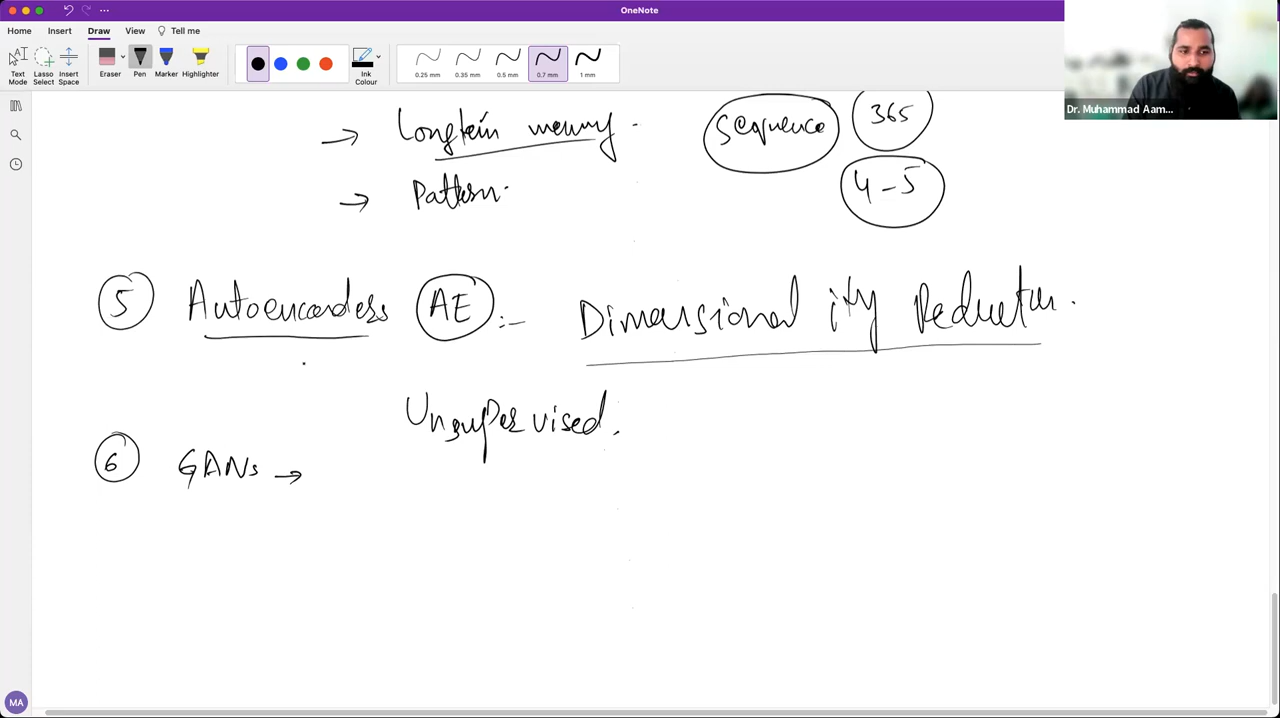 OneNote
Home Insert Draw View Tell me
Text Mode Lasso Select Insert Space Eraser Pen Marker Highlighter Ink Colour 0.25 mm 0.35 mm 0.5 mm 0.7 mm 1 mm
Dr. Muhammad Aam...
→ Longtein memory. Sequence 365
→ Pattern. 4-5
5 Autoencorders AE :- Dimensionality Reduction.
Unsupervised.
6 GANs →
MA